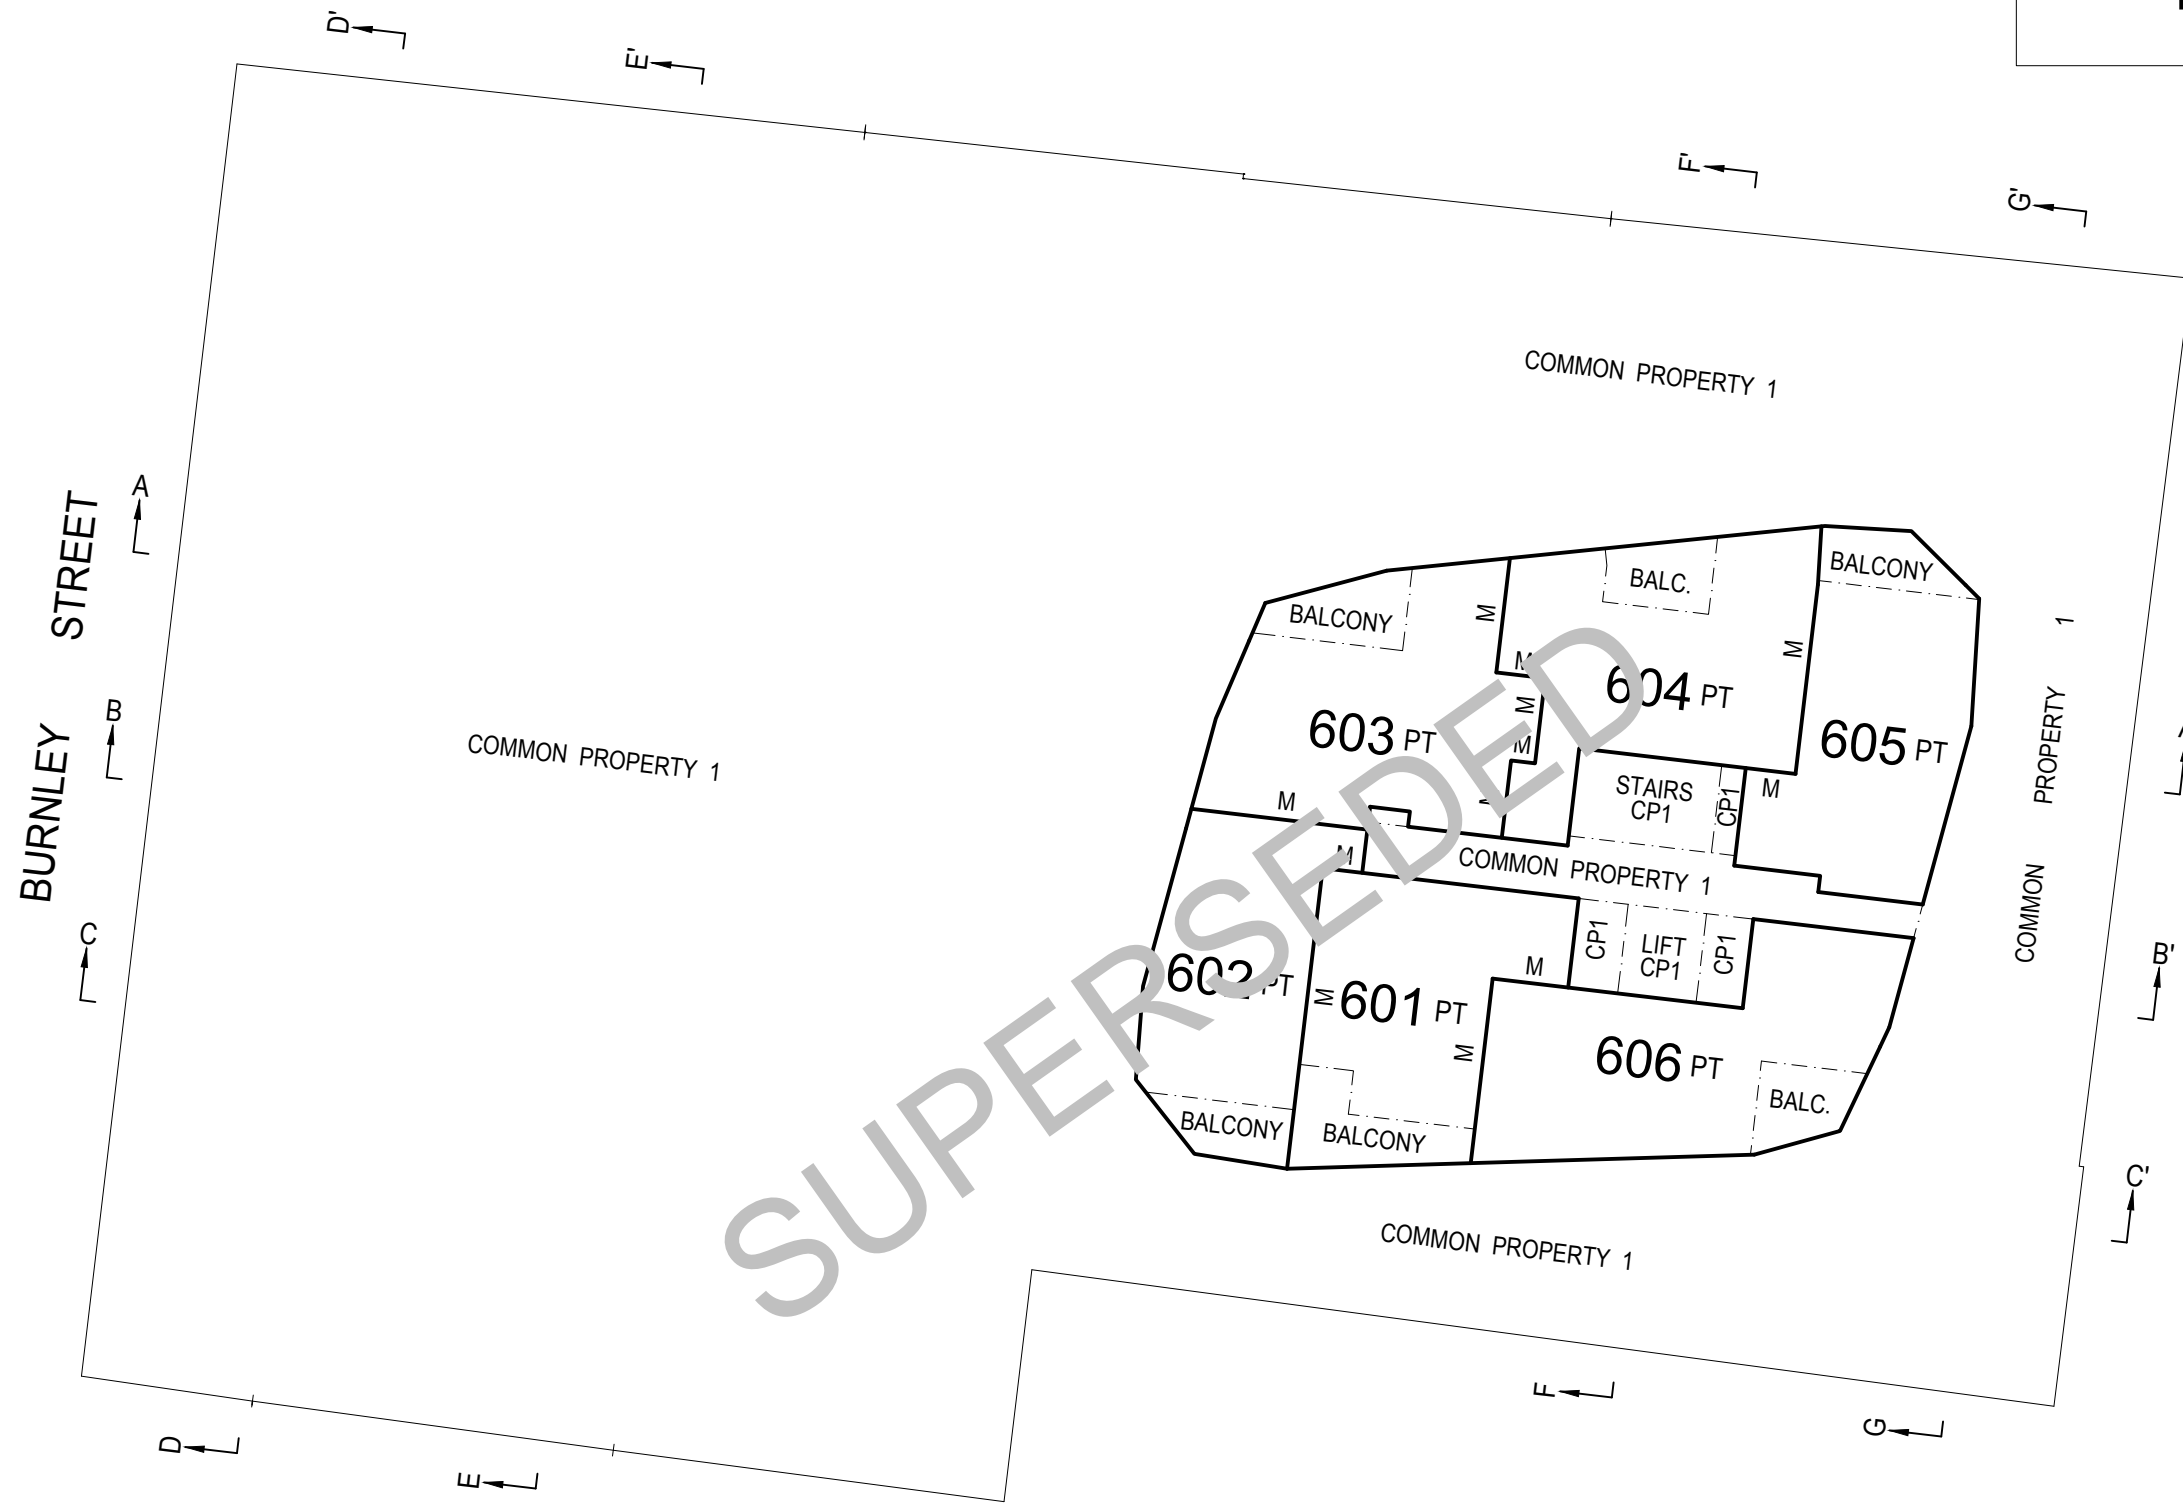 D'
E'
F'
G'
COMMON PROPERTY 1
A
STREET
BALCONY
BALC.
BALCONY
M
M
M
COMMON PROPERTY 1
604 PT
603 PT
M
605 PT
B
BURNLEY
COMMON PROPERTY 1
M
STAIRS
CP1
CP1
M
M
M
M
COMMON PROPERTY 1
C
CP1
LIFT
CP1
CP1
B'
602 PT
M
601 PT
M
M
606 PT
BALC.
BALCONY
BALCONY
C'
COMMON PROPERTY 1
SUPERSEDED
F
G
D
E